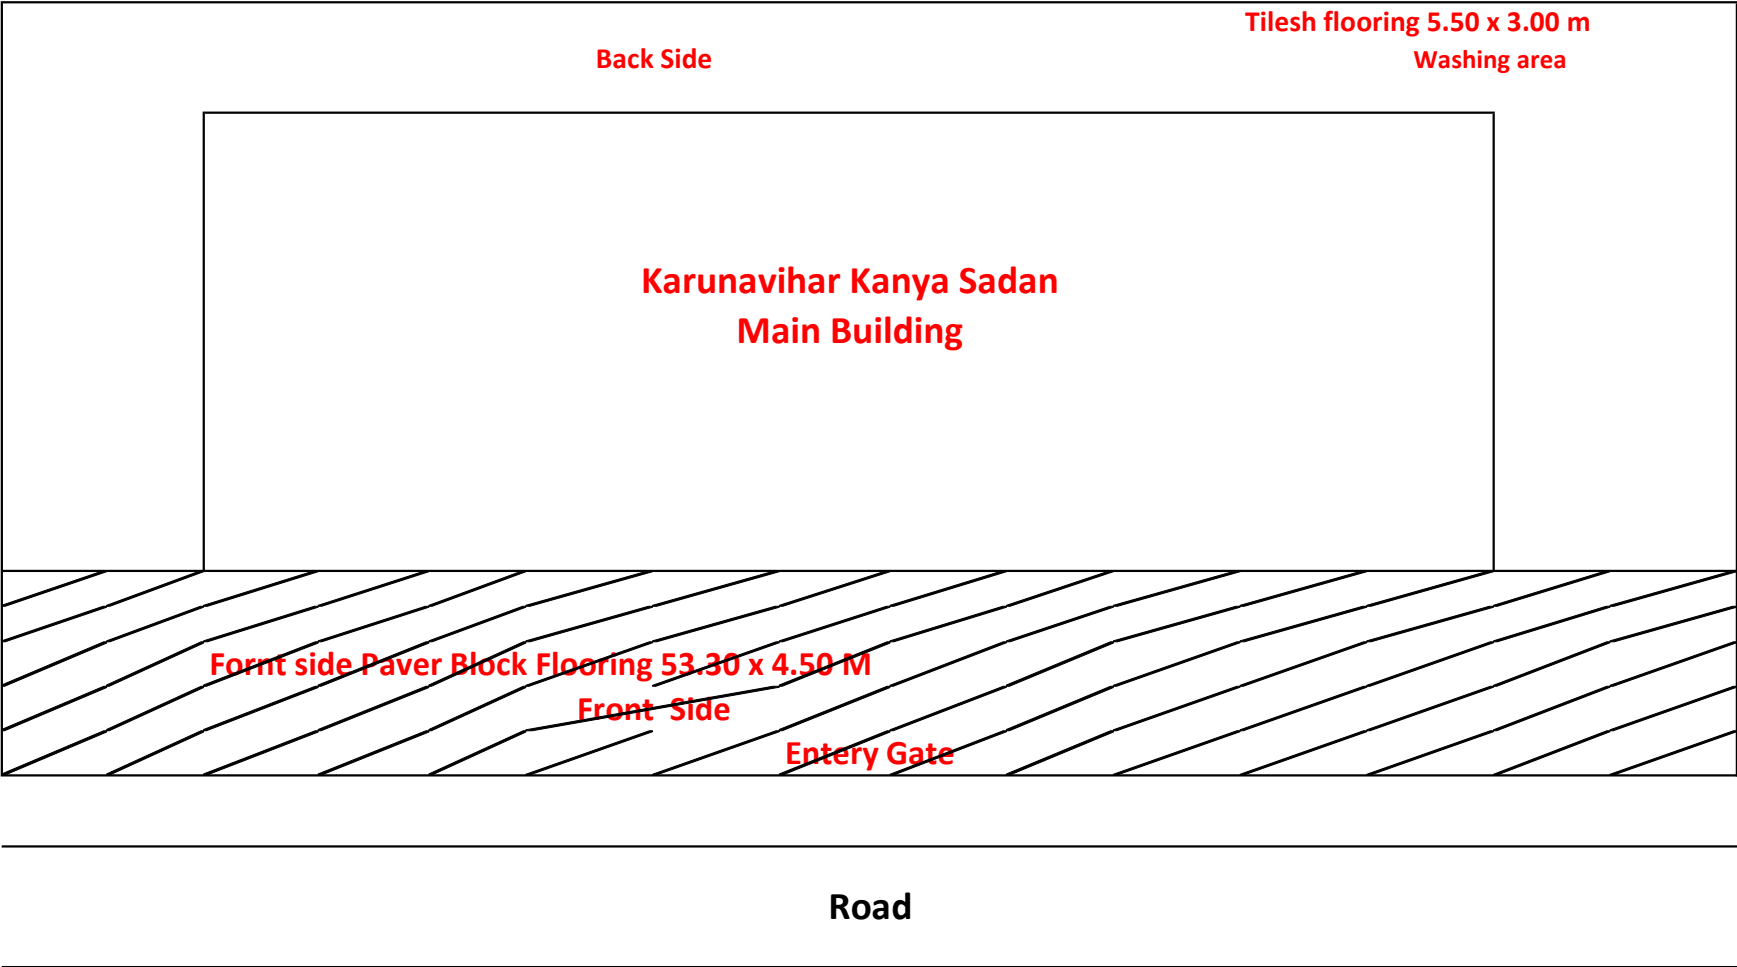 Tilesh flooring 5.50 x 3.00 m
Back Side
Washing area
Karunavihar Kanya Sadan
Main Building
Fornt side Paver Block Flooring 53.30 x 4.50 M
Front Side
Entery Gate
Road